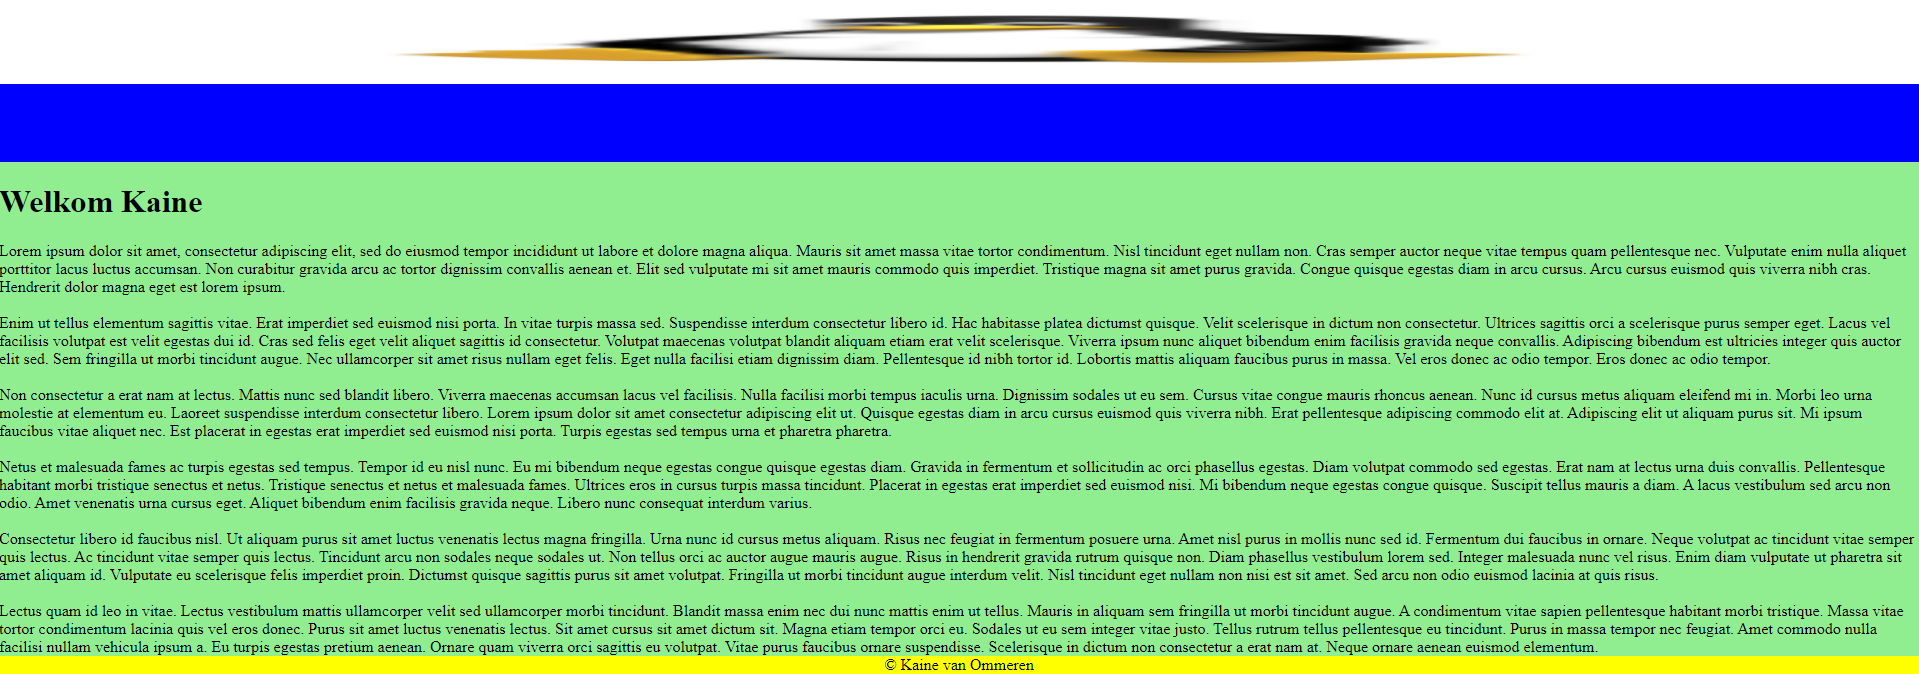 Welkom Kaine
Lorem ipsum dolor sit amet, consectetur adipiscing elit, sed do eiusmod tempor incididunt ut labore et dolore magna aliqua. Mauris sit amet massa vitae tortor condimentum. Nisl tincidunt eget nullam non. Cras semper auctor neque vitae tempus quam pellentesque nec. Vulputate enim nulla aliquet
porttitor lacus luctus accumsan. Non curabitur gravida arcu ac tortor dignissim convallis aenean et. Elit sed vulputate mi sit amet mauris commodo quis imperdiet. Tristique magna sit amet purus gravida. Congue quisque egestas diam in arcu cursus. Arcu cursus euismod quis viverra nibh cras.
Hendrerit dolor magna eget est lorem ipsum.
Enim ut tellus elementum sagittis vitae. Erat imperdiet sed euismod nisi porta. In vitae turpis massa sed. Suspendisse interdum consectetur libero id. Hac habitasse platea dictumst quisque. Velit scelerisque in dictum non consectetur. Ultrices sagittis orci a scelerisque purus semper eget. Lacus vel
facilisis volutpat est velit egestas dui id. Cras sed felis eget velit aliquet sagittis id consectetur. Volutpat maecenas volutpat blandit aliquam etiam erat velit scelerisque. Viverra ipsum nunc aliquet bibendum enim facilisis gravida neque convallis. Adipiscing bibendum est ultricies integer quis auctor
elit sed. Sem fringilla ut morbi tincidunt augue. Nec ullamcorper sit amet risus nullam eget felis. Eget nulla facilisi etiam dignissim diam. Pellentesque id nibh tortor id. Lobortis mattis aliquam faucibus purus in massa. Vel eros donec ac odio tempor. Eros donec ac odio tempor.
Non consectetur a erat nam at lectus. Mattis nunc sed blandit libero. Viverra maecenas accumsan lacus vel facilisis. Nulla facilisi morbi tempus iaculis urna. Dignissim sodales ut eu sem. Cursus vitae congue mauris rhoncus aenean. Nunc id cursus metus aliquam eleifend mi in. Morbi leo urna
molestie at elementum eu. Laoreet suspendisse interdum consectetur libero. Lorem ipsum dolor sit amet consectetur adipiscing elit ut. Quisque egestas diam in arcu cursus euismod quis viverra nibh. Erat pellentesque adipiscing commodo elit at. Adipiscing elit ut aliquam purus sit. Mi ipsum
faucibus vitae aliquet nec. Est placerat in egestas erat imperdiet sed euismod nisi porta. Turpis egestas sed tempus urna et pharetra pharetra.
Netus et malesuada fames ac turpis egestas sed tempus. Tempor id eu nisl nunc. Eu mi bibendum neque egestas congue quisque egestas diam. Gravida in fermentum et sollicitudin ac orci phasellus egestas. Diam volutpat commodo sed egestas. Erat nam at lectus urna duis convallis. Pellentesque
habitant morbi tristique senectus et netus. Tristique senectus et netus et malesuada fames. Ultrices eros in cursus turpis massa tincidunt. Placerat in egestas erat imperdiet sed euismod nisi. Mi bibendum neque egestas congue quisque. Suscipit tellus mauris a diam. A lacus vestibulum sed arcu non
odio. Amet venenatis urna cursus eget. Aliquet bibendum enim facilisis gravida neque. Libero nunc consequat interdum varius.
Consectetur libero id faucibus nisl. Ut aliquam purus sit amet luctus venenatis lectus magna fringilla. Urna nunc id cursus metus aliquam. Risus nec feugiat in fermentum posuere urna. Amet nisl purus in mollis nunc sed id. Fermentum dui faucibus in ornare. Neque volutpat ac tincidunt vitae semper
quis lectus. Ac tincidunt vitae semper quis lectus. Tincidunt arcu non sodales neque sodales ut. Non tellus orci ac auctor augue mauris augue. Risus in hendrerit gravida rutrum quisque non. Diam phasellus vestibulum lorem sed. Integer malesuada nunc vel risus. Enim diam vulputate ut pharetra sit
amet aliquam id. Vulputate eu scelerisque felis imperdiet proin. Dictumst quisque sagittis purus sit amet volutpat. Fringilla ut morbi tincidunt augue interdum velit. Nisl tincidunt eget nullam non nisi est sit amet. Sed arcu non odio euismod lacinia at quis risus.
Lectus quam id leo in vitae. Lectus vestibulum mattis ullamcorper velit sed ullamcorper morbi tincidunt. Blandit massa enim nec dui nunc mattis enim ut tellus. Mauris in aliquam sem fringilla ut morbi tincidunt augue. A condimentum vitae sapien pellentesque habitant morbi tristique. Massa vitae
tortor condimentum lacinia quis vel eros donec. Purus sit amet luctus venenatis lectus. Sit amet cursus sit amet dictum sit. Magna etiam tempor orci eu. Sodales ut eu sem integer vitae justo. Tellus rutrum tellus pellentesque eu tincidunt. Purus in massa tempor nec feugiat. Amet commodo nulla
facilisi nullam vehicula ipsum a. Eu turpis egestas pretium aenean. Ornare quam viverra orci sagittis eu volutpat. Vitae purus faucibus ornare suspendisse. Scelerisque in dictum non consectetur a erat nam at. Neque ornare aenean euismod elementum.
© Kaine van Ommeren